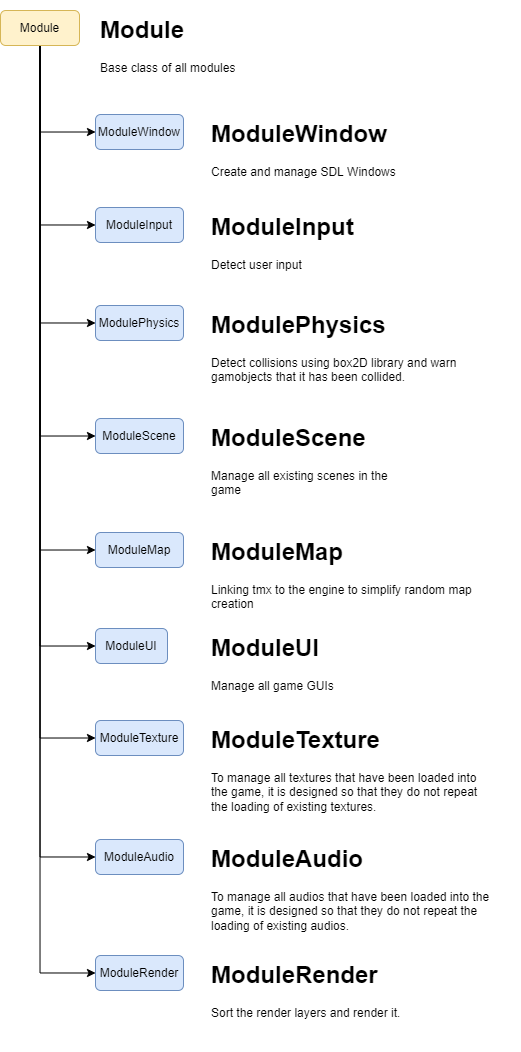 Module
Module
Base class of all modules
ModuleWindow
ModuleWindow
Create and manage SDL Windows
ModuleInput
ModuleInput
Detect user input
ModulePhysics
ModulePhysics
Detect collisions using box2D library and warn
gamobjects that it has been collided.
ModuleScene
ModuleScene
Manage all existing scenes in the
game
ModuleMap
ModuleMap
Linking tmx to the engine to simplify random map
creation
ModuleUI
ModuleUI
Manage all game GUIs
ModuleTexture
ModuleTexture
To manage all textures that have been loaded into
the game, it is designed so that they do not repeat
the loading of existing textures.
ModuleAudio
ModuleAudio
To manage all audios that have been loaded into the
game, it is designed so that they do not repeat the
loading of existing audios.
ModuleRender
ModuleRender
Sort the render layers and render it.